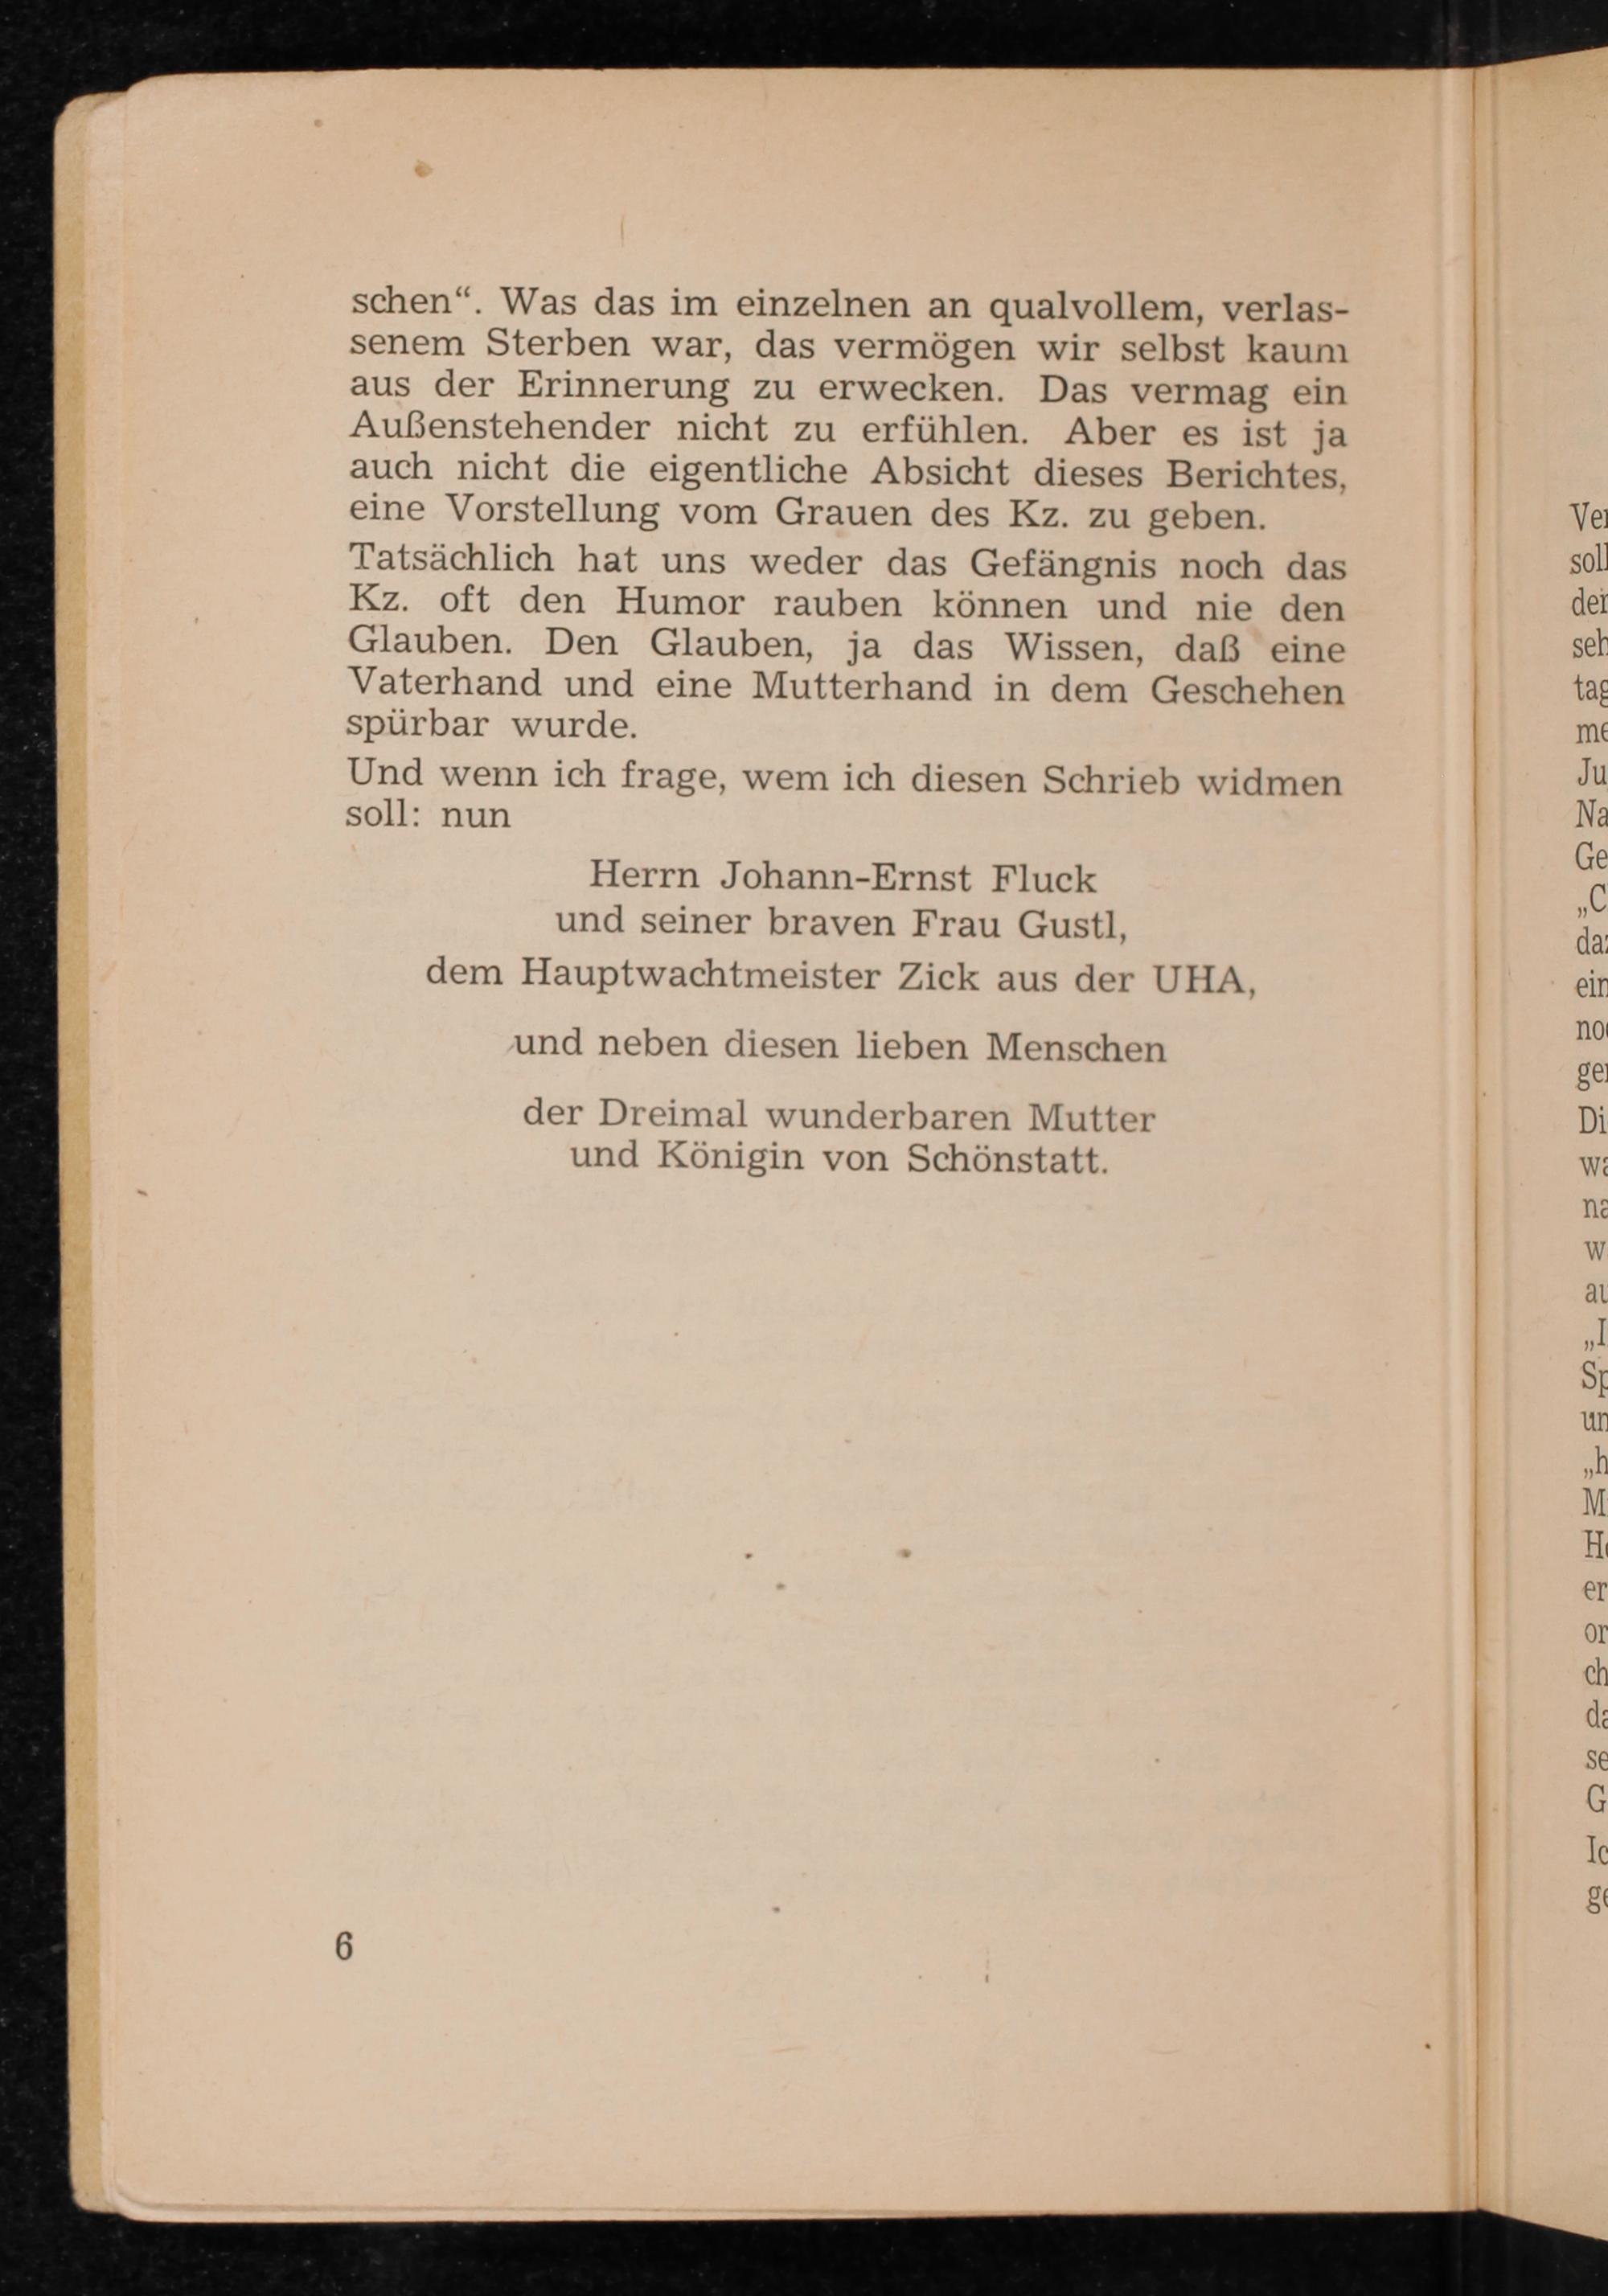 schen“. Was das im einzelnen an qualvollem, verlas-
senem Sterben war, das vermögen wir selbst kaum
aus der Erinnerung zu erwecken. Das vermag ein
Außenstehender nicht zu erfühlen. Aber es ist ja
auch nicht die eigentliche Absicht dieses Berichtes,
eine Vorstellung vom Grauen des Kz. zu geben.
Tatsächlich hat uns weder das Gefängnis noch das
Kz. oft den Humor rauben können und nie den
Glauben. Den Glauben, ja das Wissen, daß eine
Vaterhand und eine Mutterhand in dem Geschehen
spürbar wurde.
Und wenn ich frage, wem ich diesen Schrieb widmen
soll: nun
Herrn Johann-Ernst Fluck
und seiner braven Frau Gustl,
dem Hauptwachtmeister Zick aus der UHA,
und neben diesen lieben Menschen
der Dreimal wunderbaren Mutter
und Königin von Schönstatt.
6